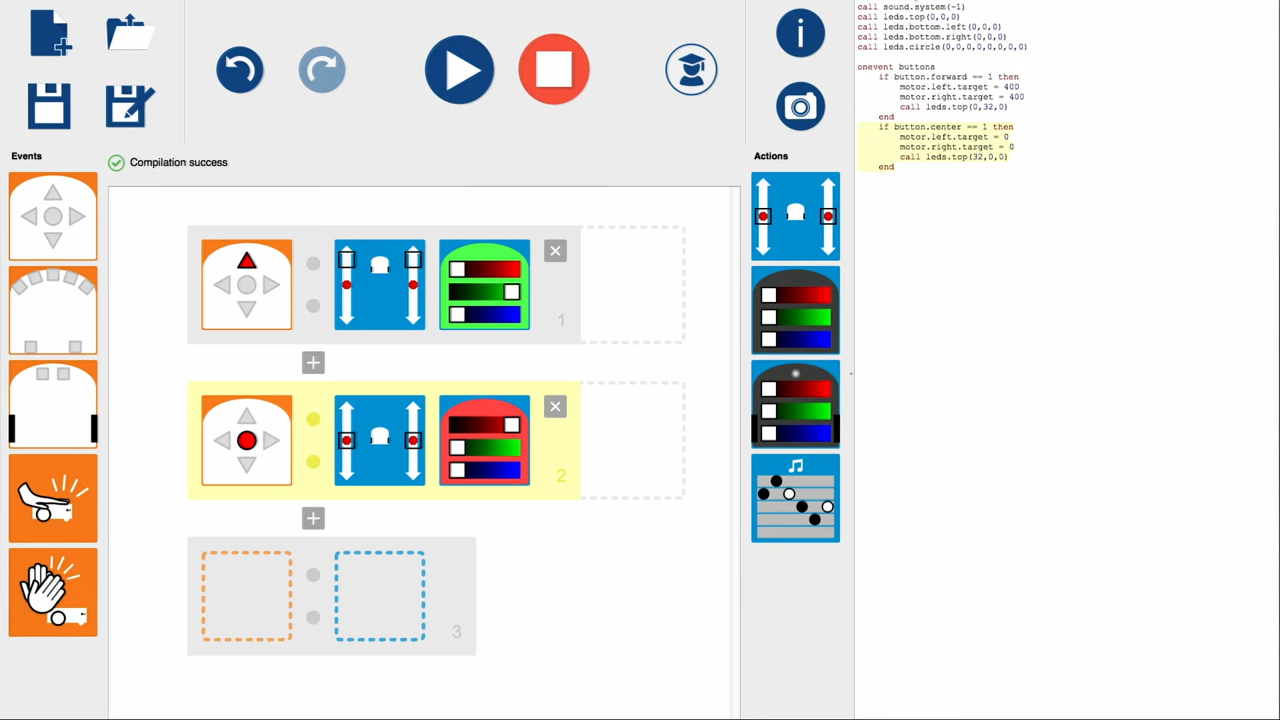 call sound.system(-1)
call leds.top(0,0,0)
call leds.bottom.left(0,0,0)
call leds.bottom.right(0,0,0)
call leds.circle(0,0,0,0,0,0,0,0)
onevent buttons
if button.forward == 1 then
motor.left.target = 400
motor.right.target = 400
call leds.top(0,32,0)
end
if button.center == 1 then
motor.left.target = 0
motor.right.target = 0
call leds.top(32,0,0)
end
Events
Compilation success
Actions
1
2
3